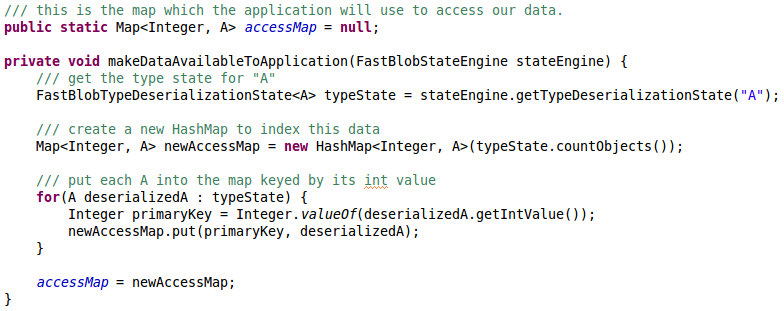 /// this is the map which the application will use to access our data.
public static Map<Integer, A> accessMap = null;

private void makeDataAvailableToApplication(FastBlobStateEngine stateEngine) {
    /// get the type state for "A"
    FastBlobTypeDeserializationState<A> typeState = stateEngine.getTypeDeserializationState("A");

    /// create a new HashMap to index this data
    Map<Integer, A> newAccessMap = new HashMap<Integer, A>(typeState.countObjects());

    /// put each A into the map keyed by its int value
    for(A deserializedA : typeState) {
        Integer primaryKey = Integer.valueOf(deserializedA.getIntValue());
        newAccessMap.put(primaryKey, deserializedA);
    }

    accessMap = newAccessMap;
}